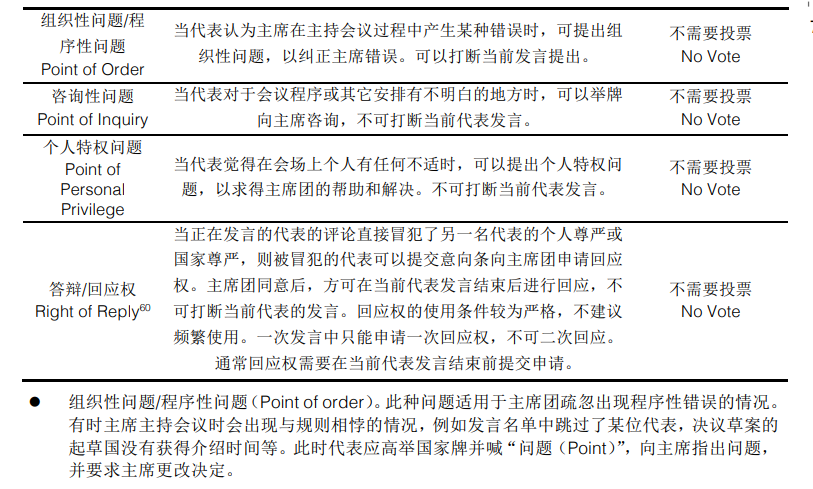 组织性问题/程
序性问题
Point of Order
当代表认为主席在主持会议过程中产生某种错误时，可提出组
织性问题，以纠正主席错误。可以打断当前发言提出。
不需要投票
No Vote
咨询性问题
Point of Inquiry
当代表对于会议程序或其它安排有不明白的地方时，可以举牌
向主席咨询，不可打断当前代表发言。
不需要投票
No Vote
个人特权问题
Point of
Personal
Privilege
当代表觉得在会场上个人有任何不适时，可以提出个人特权问
题，以求得主席团的帮助和解决。不可打断当前代表发言。
不需要投票
No Vote
答辩/回应权
Right of Reply60
当正在发言的代表的评论直接冒犯了另一名代表的个人尊严或
国家尊严，则被冒犯的代表可以提交意向条向主席团申请回应
权。主席团同意后，方可在当前代表发言结束后进行回应，不
可打断当前代表的发言。回应权的使用条件较为严格，不建议
频繁使用。一次发言中只能申请一次回应权，不可二次回应。
通常回应权需要在当前代表发言结束前提交申请。
不需要投票
No Vote
● 组织性问题/程序性问题（Point of order）。此种问题适用于主席团疏忽出现程序性错误的情况。
有时主席主持会议时会出现与规则相悖的情况，例如发言名单中跳过了某位代表，决议草案的
起草国没有获得介绍时间等。此时代表应高举国家牌并喊“问题（Point）”，向主席指出问题，
并要求主席更改决定。